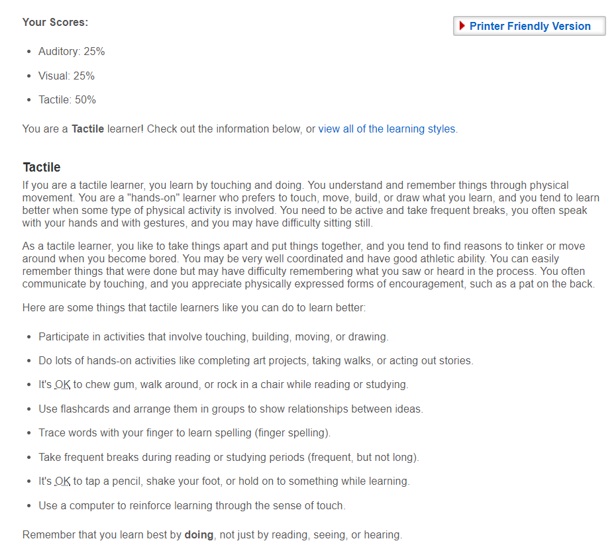 Your Scores:
Printer Friendly Version
Auditory: 25%
Visual: 25%
Tactile: 50%
You are a Tactile learner! Check out the information below, or view all of the learning styles.
Tactile
If you are a tactile learner, you learn by touching and doing. You understand and remember things through physical
movement. You are a "hands-on" learner who prefers to touch, move, build, or draw what you learn, and you tend to learn
better when some type of physical activity is involved. You need to be active and take frequent breaks, you often speak
with your hands and with gestures, and you may have difficulty sitting still.
As a tactile learner, you like to take things apart and put things together, and you tend to find reasons to tinker or move
around when you become bored. You may be very well coordinated and have good athletic ability. You can easily
remember things that were done but may have difficulty remembering what you saw or heard in the process. You often
communicate by touching, and you appreciate physically expressed forms of encouragement, such as a pat on the back.
Here are some things that tactile learners like you can do to learn better:
Participate in activities that involve touching, building, moving, or drawing.
Do lots of hands-on activities like completing art projects, taking walks, or acting out stories.
It's OK to chew gum, walk around, or rock in a chair while reading or studying.
Use flashcards and arrange them in groups to show relationships between ideas.
Trace words with your finger to learn spelling (finger spelling).
Take frequent breaks during reading or studying periods (frequent, but not long).
It's OK to tap a pencil, shake your foot, or hold on to something while learning.
Use a computer to reinforce learning through the sense of touch.
Remember that you learn best by doing, not just by reading, seeing, or hearing.